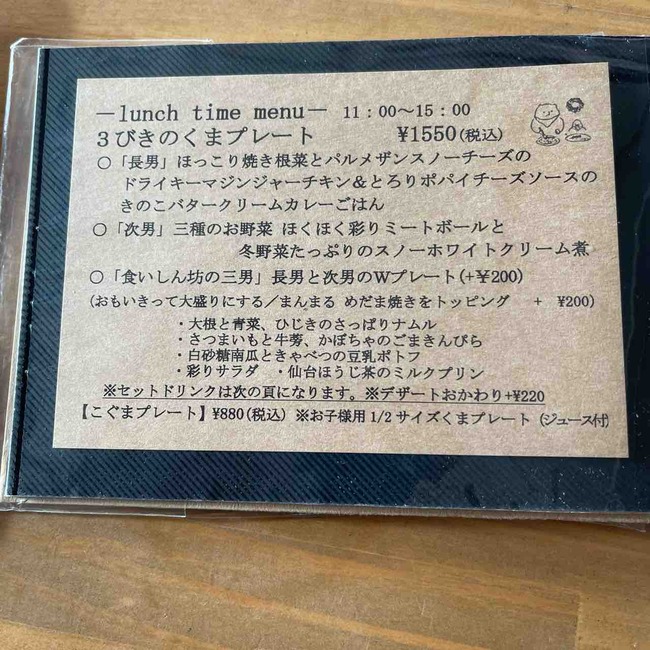 ―lunch time menu― 11：00～15：00
３びきのくまプレート ¥1550(税込)
○「長男」ほっこり焼き根菜とパルメザンスノーチーズの
ドライキーマジンジャーチキン＆とろりポパイチーズソースの
きのこバタークリームカレーごはん
○「次男」三種のお野菜 ほくほく彩りミートボールと
冬野菜たっぷりのスノーホワイトクリーム煮
○「食いしん坊の三男」長男と次男のWプレート(+¥200)
(おもいきって大盛りにする／まんまる めだま焼きをトッピング + ¥200)
・大根と青菜、ひじきのさっぱりナムル
・さつまいもと牛蒡、かぼちゃのごまきんぴら
・白砂糖南瓜ときゃべつの豆乳ポトフ
・彩りサラダ ・仙台ほうじ茶のミルクプリン
※セットドリンクは次の頁になります。※デザートおかわり+¥220
【こぐまプレート】¥880(税込) ※お子様用1/2サイズくまプレート (ジュース付)